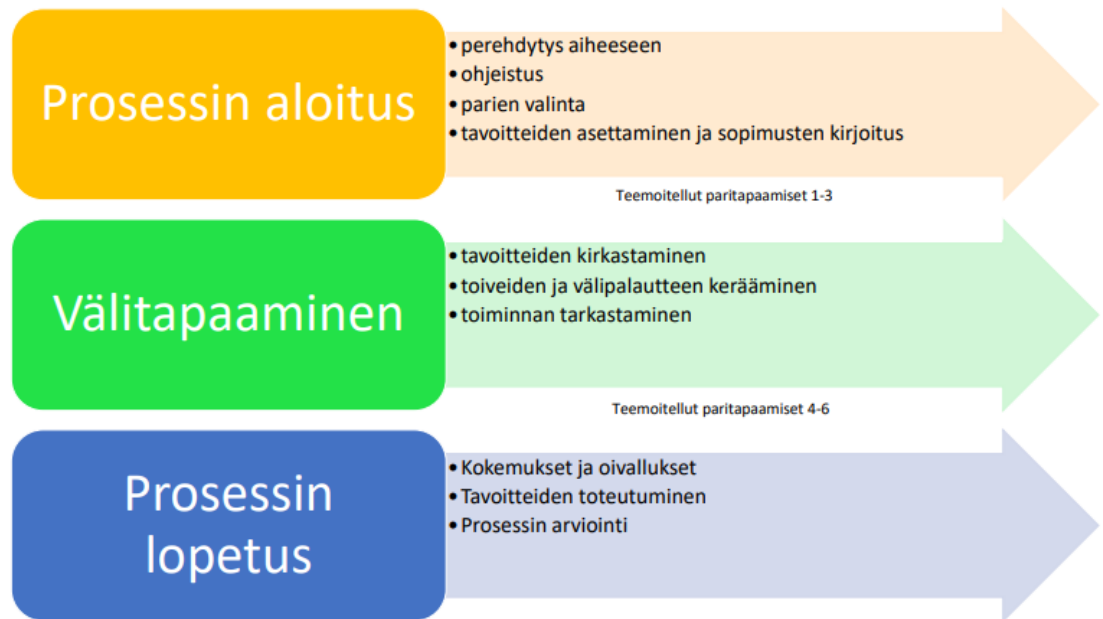 Prosessin aloitus
• perehdytys aiheeseen
• ohjeistus
• parien valinta
• tavoitteiden asettaminen ja sopimusten kirjoitus
Teemoitellut paritapaamiset 1-3
Välitapaaminen
• tavoitteiden kirkastaminen
• toiveiden ja välipalautteen kerääminen
• toiminnan tarkastaminen
Teemoitellut paritapaamiset 4-6
Prosessin
lopetus
• Kokemukset ja oivallukset
• Tavoitteiden toteutuminen
• Prosessin arviointi